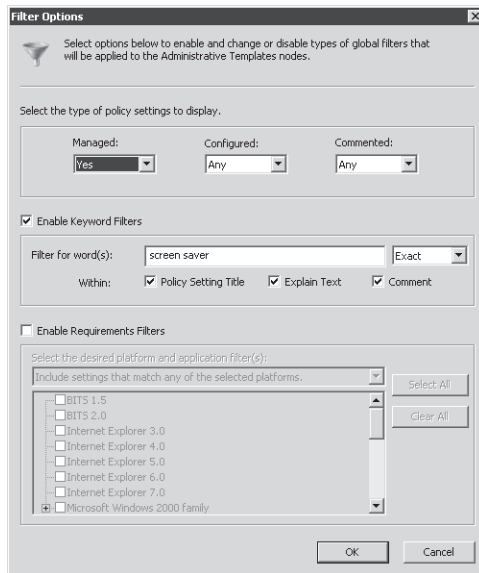 Filter Options
Select options below to enable and change or disable types of global filters that
will be applied to the Administrative Templates nodes.
Select the type of policy settings to display.
Managed: Configured: Commented:
Yes Any Any
Enable Keyword Filters
Filter for word(s): screen saver Exact
Within: Policy Setting Title Explain Text Comment
Enable Requirements Filters
Select the desired platform and application filter(s):
Include settings that match any of the selected platforms.
Select All
BITS 1.5
BITS 2.0
Clear All
Internet Explorer 3.0
Internet Explorer 4.0
Internet Explorer 5.0
Internet Explorer 6.0
Internet Explorer 7.0
Microsoft Windows 2000 family
OK Cancel